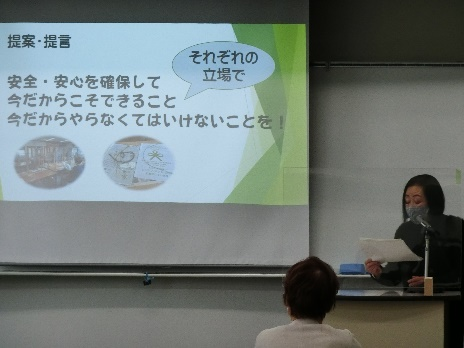 提案・提言
それぞれの
立場で
安全・安心を確保して
今だからこそできること
今だからやらなくてはいけないことを！